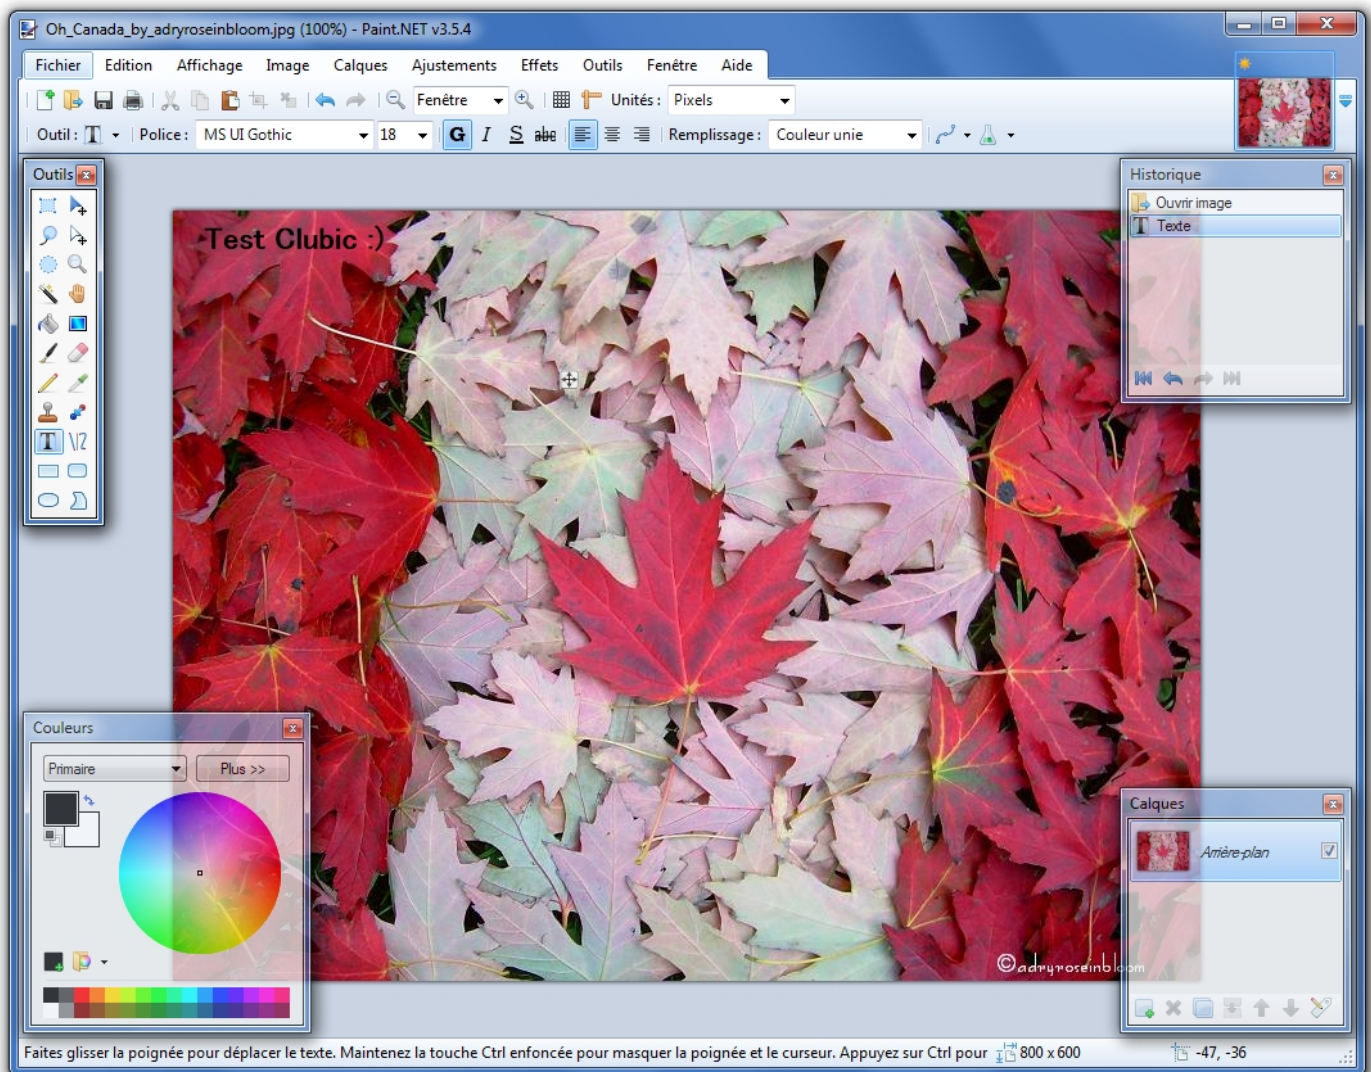 Oh_Canada_by_adryroseinbloom.jpg (100%) - Paint.NET v3.5.4
Fichier Edition Affichage Image Calques Ajustements Effets Outils Fenêtre Aide
Fenêtre Unités : Pixels
Outil : T Police : MS UI Gothic 18 G I S abc Remplissage : Couleur unie
Outils
Historique
Ouvrir image
T Texte
Test Clubic :)
Couleurs
Primaire Plus >>
Calques
Arrière-plan
©adryroseinbloom
Faites glisser la poignée pour déplacer le texte. Maintenez la touche Ctrl enfoncée pour masquer la poignée et le curseur. Appuyez sur Ctrl pour 800 x 600 -47, -36